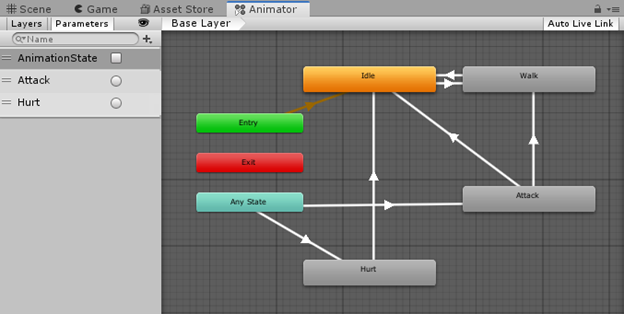 Scene Game Asset Store Animator
Layers Parameters Base Layer Auto Live Link
Name
AnimationState
Attack
Hurt
Idle
Walk
Entry
Exit
Any State
Attack
Hurt